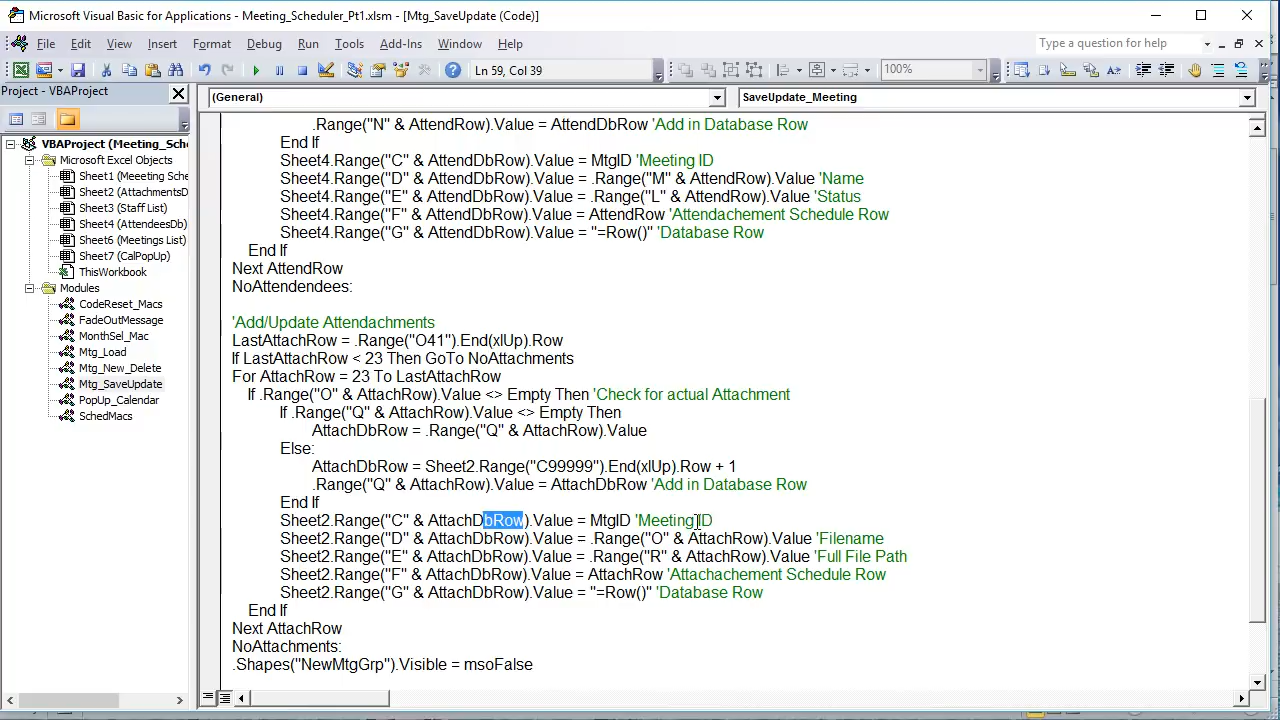 Microsoft Visual Basic for Applications - Meeting_Scheduler_Pt1.xlsm - [Mtg_SaveUpdate (Code)]
File Edit View Insert Format Debug Run Tools Add-Ins Window Help
Type a question for help
Ln 59, Col 39
100%
Project - VBAProject
(General)
SaveUpdate_Meeting
VBAProject (Meeting_Sche
Microsoft Excel Objects
Sheet1 (Meeeting Sche
Sheet2 (AttachmentsD
Sheet3 (Staff List)
Sheet4 (AttendeesDb)
Sheet6 (Meetings List)
Sheet7 (CalPopUp)
ThisWorkbook
Modules
CodeReset_Macs
FadeOutMessage
MonthSel_Mac
Mtg_Load
Mtg_New_Delete
Mtg_SaveUpdate
PopUp_Calendar
SchedMacs
.Range("N" & AttendRow).Value = AttendDbRow 'Add in Database Row
End If
Sheet4.Range("C" & AttendDbRow).Value = MtgID 'Meeting ID
Sheet4.Range("D" & AttendDbRow).Value = .Range("M" & AttendRow).Value 'Name
Sheet4.Range("E" & AttendDbRow).Value = .Range("L" & AttendRow).Value 'Status
Sheet4.Range("F" & AttendDbRow).Value = AttendRow 'Attendachement Schedule Row
Sheet4.Range("G" & AttendDbRow).Value = "=Row()" 'Database Row
End If
Next AttendRow
NoAttendendees:
'Add/Update Attendachments
LastAttachRow = .Range("O41").End(xlUp).Row
If LastAttachRow < 23 Then GoTo NoAttachments
For AttachRow = 23 To LastAttachRow
If .Range("O" & AttachRow).Value <> Empty Then 'Check for actual Attachment
If .Range("Q" & AttachRow).Value <> Empty Then
AttachDbRow = .Range("Q" & AttachRow).Value
Else:
AttachDbRow = Sheet2.Range("C99999").End(xlUp).Row + 1
.Range("Q" & AttachRow).Value = AttachDbRow 'Add in Database Row
End If
Sheet2.Range("C" & AttachDbRow).Value = MtgID 'Meeting ID
Sheet2.Range("D" & AttachDbRow).Value = .Range("O" & AttachRow).Value 'Filename
Sheet2.Range("E" & AttachDbRow).Value = .Range("R" & AttachRow).Value 'Full File Path
Sheet2.Range("F" & AttachDbRow).Value = AttachRow 'Attachachement Schedule Row
Sheet2.Range("G" & AttachDbRow).Value = "=Row()" 'Database Row
End If
Next AttachRow
NoAttachments:
.Shapes("NewMtgGrp").Visible = msoFalse